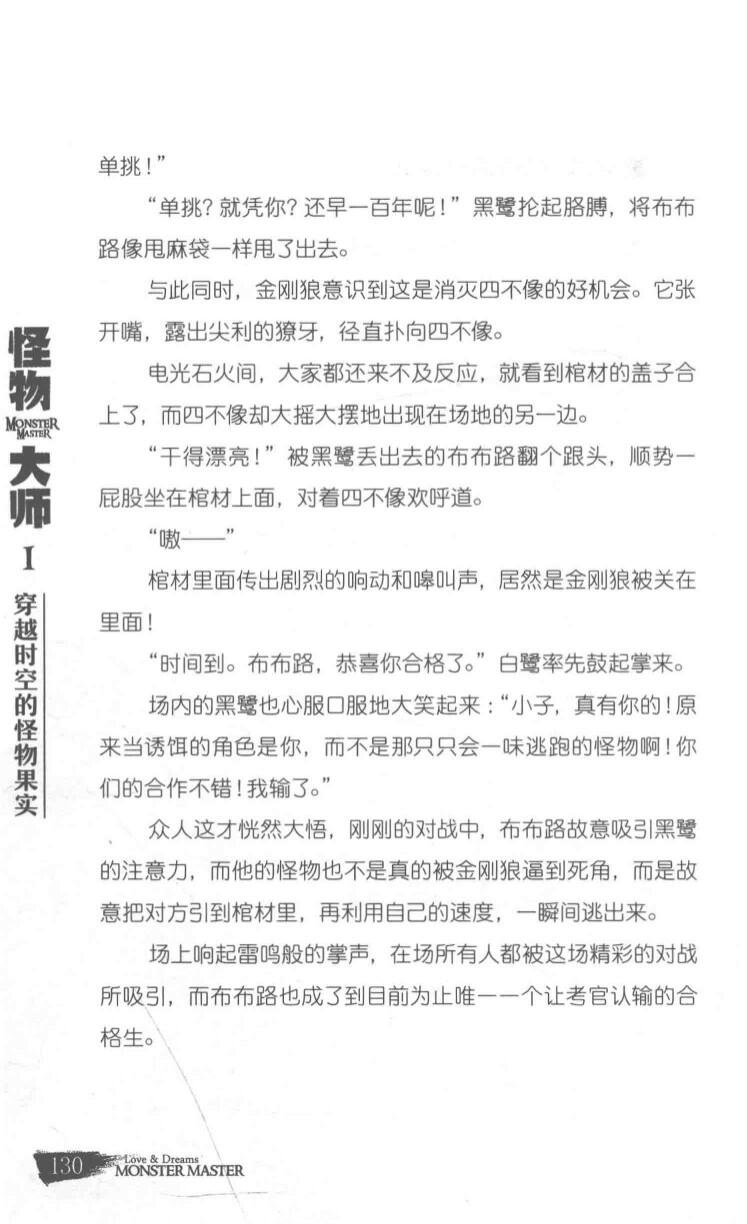 单挑！”
“单挑？就凭你？还早一百年呢！”黑鹭抡起胳膊，将布布
路像甩麻袋一样甩了出去。
与此同时，金刚狼意识到这是消灭四不像的好机会。它张
开嘴，露出尖利的獠牙，径直扑向四不像。
电光石火间，大家都还来不及反应，就看到棺材的盖子合
上了，而四不像却大摇大摆地出现在场地的另一边。
“干得漂亮！”被黑鹭丢出去的布布路翻个跟头，顺势一
屁股坐在棺材上面，对着四不像欢呼道。
“嗷——”
棺材里面传出剧烈的响动和嗥叫声，居然是金刚狼被关在
里面！
“时间到。布布路，恭喜你合格了。”白鹭率先鼓起掌来。
场内的黑鹭也心服口服地大笑起来：“小子，真有你的！原
来当诱饵的角色是你，而不是那只只会一味逃跑的怪物啊！你
们的合作不错！我输了。”
众人这才恍然大悟，刚刚的对战中，布布路故意吸引黑鹭
的注意力，而他的怪物也不是真的被金刚狼逼到死角，而是故
意把对方引到棺材里，再利用自己的速度，一瞬间逃出来。
场上响起雷鸣般的掌声，在场所有人都被这场精彩的对战
所吸引，而布布路也成了到目前为止唯一一个让考官认输的合
格生。
怪物
MONSTER
MASTER
大师
I
穿越时空的怪物果实
130
Love & Dreams
MONSTER MASTER